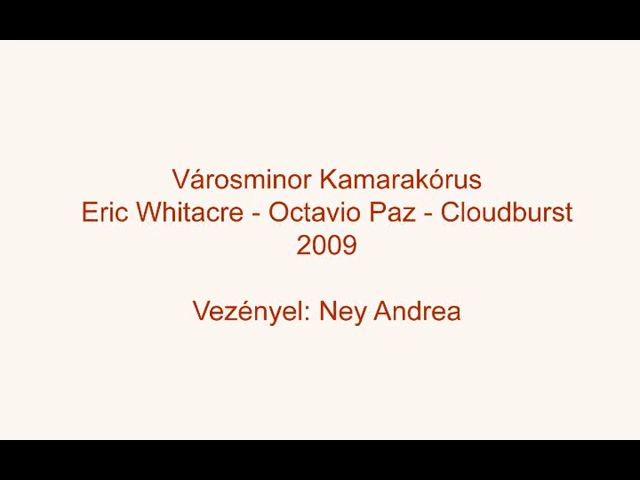 Városminor Kamarakórus
Eric Whitacre - Octavio Paz - Cloudburst
2009
Vezényel: Ney Andrea